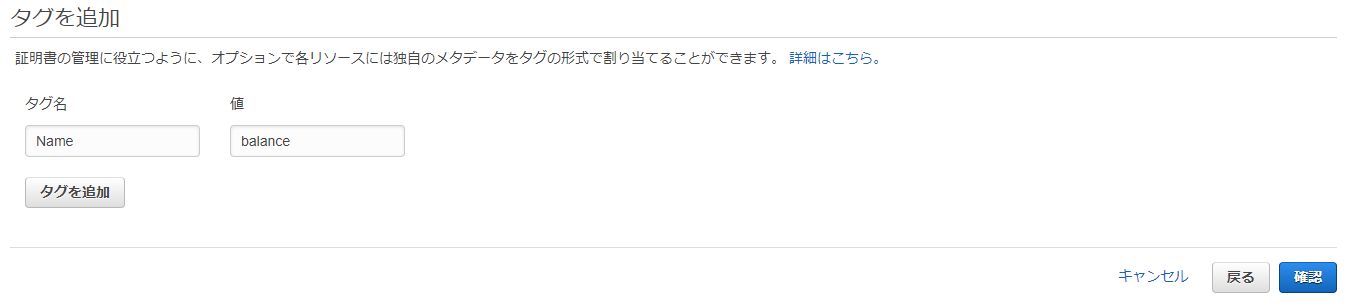 タグを追加
証明書の管理に役立つように、オプションで各リソースには独自のメタデータをタグの形式で割り当てることができます。 詳細はこちら。
タグ名 値
Name balance
タグを追加
キャンセル 戻る 確認